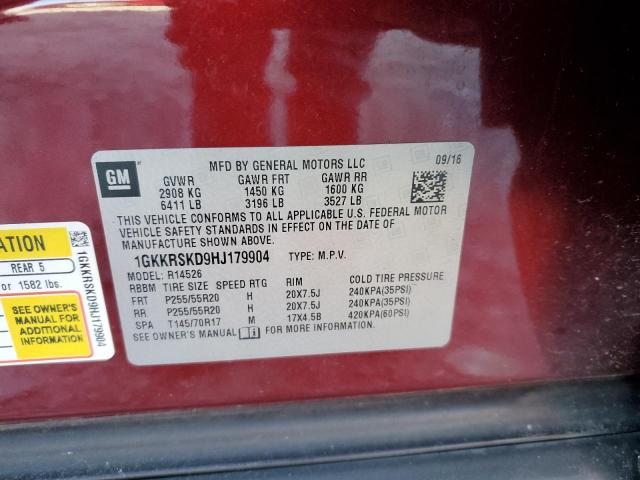 GM
MFD BY GENERAL MOTORS LLC
09/16
GVWR GAWR FRT GAWR RR
2908 KG 1450 KG 1600 KG
6411 LB 3196 LB 3527 LB
THIS VEHICLE CONFORMS TO ALL APPLICABLE U.S. FEDERAL MOTOR
VEHICLE SAFETY STANDARDS IN EFFECT ON THE DATE OF
MANUFACTURE SHOWN ABOVE.
1GKKRSKD9HJ179904 TYPE: M.P.V.
MODEL: R14526
RBBM TIRE SIZE SPEED RTG RIM COLD TIRE PRESSURE
FRT P255/55R20 H 20X7.5J 240KPA(35PSI)
RR P255/55R20 H 20X7.5J 240KPA(35PSI)
SPA T145/70R17 M 17X4.5B 420KPA(60PSI)
SEE OWNER'S MANUAL FOR MORE INFORMATION.
REAR 5
or 1582 lbs.
SEE OWNER'S
MANUAL FOR
ADDITIONAL
INFORMATION
1GKKRSKD9HJ179904